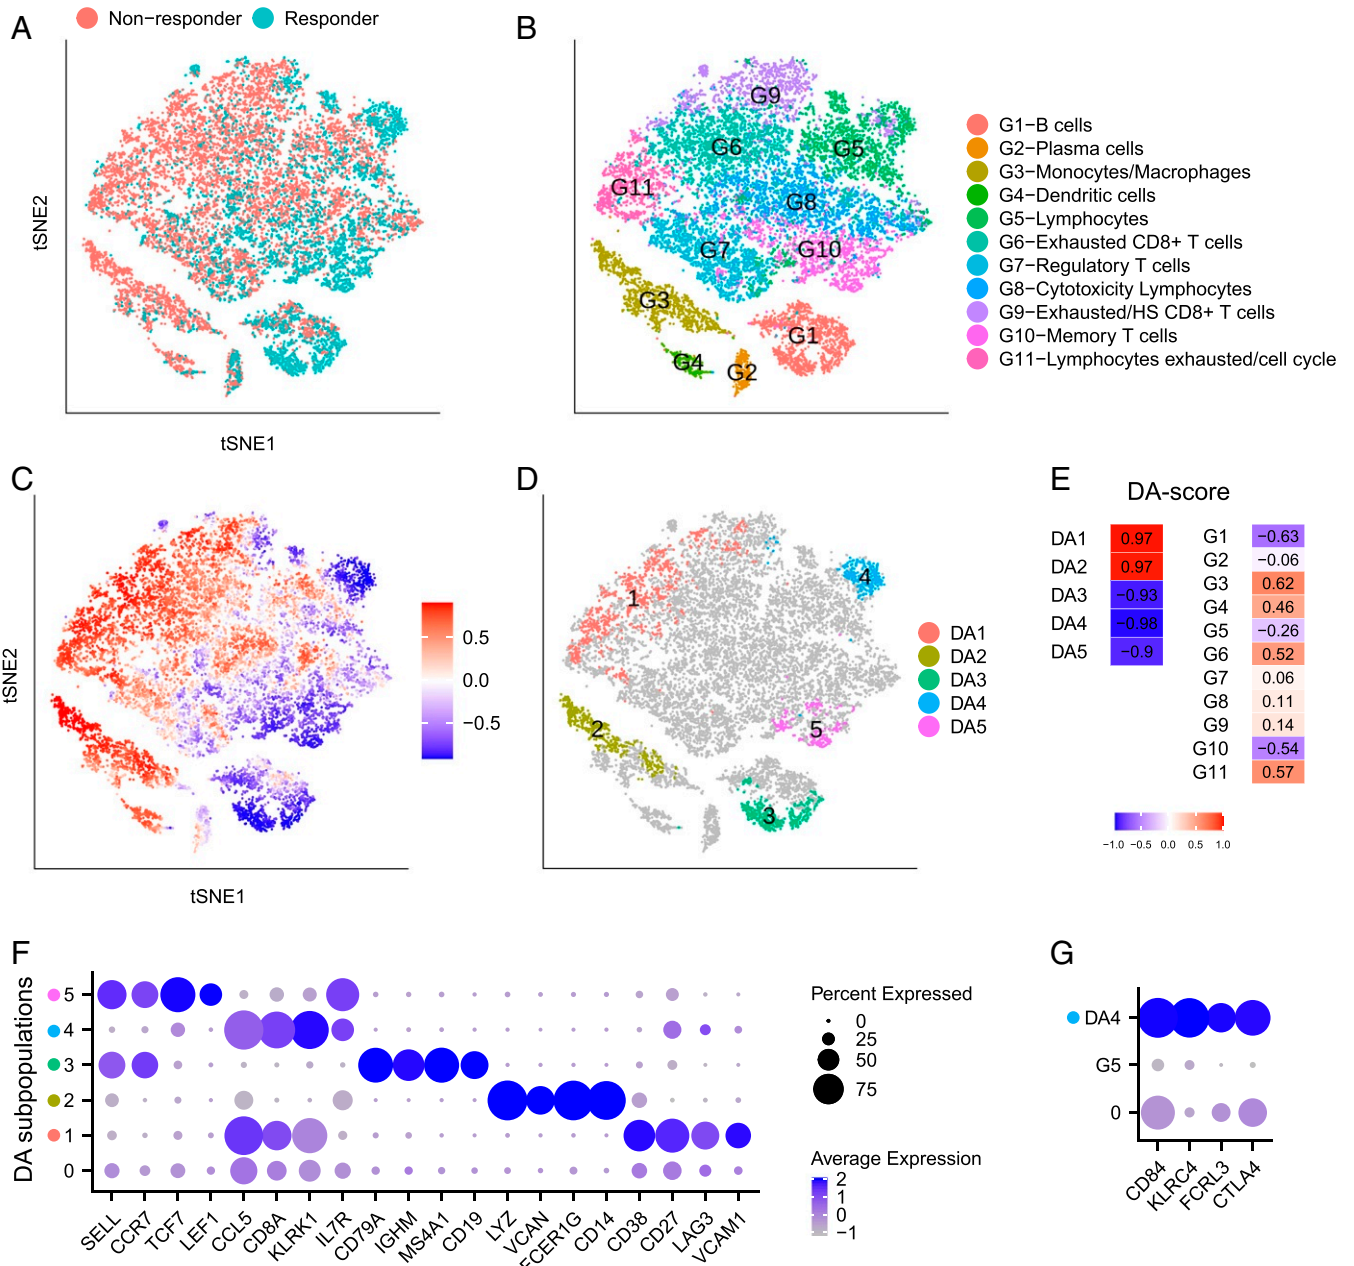 A
Non−responder
Responder
tSNE2
tSNE1
B
G9
G6
G5
G11
G8
G7
G10
G3
G1
G4
G2
G1−B cells
G2−Plasma cells
G3−Monocytes/Macrophages
G4−Dendritic cells
G5−Lymphocytes
G6−Exhausted CD8+ T cells
G7−Regulatory T cells
G8−Cytotoxicity Lymphocytes
G9−Exhausted/HS CD8+ T cells
G10−Memory T cells
G11−Lymphocytes exhausted/cell cycle
C
tSNE2
tSNE1
0.5
0.0
−0.5
D
4
1
2
5
3
DA1
DA2
DA3
DA4
DA5
E
DA-score
DA1 0.97
DA2 0.97
DA3 −0.93
DA4 −0.98
DA5 −0.9
G1 −0.63
G2 −0.06
G3 0.62
G4 0.46
G5 −0.26
G6 0.52
G7 0.06
G8 0.11
G9 0.14
G10 −0.54
G11 0.57
−1.0 −0.5 0.0 0.5 1.0
F
DA subpopulations
5
4
3
2
1
0
SELL
CCR7
TCF7
LEF1
CCL5
CD8A
KLRK1
IL7R
CD79A
IGHM
MS4A1
CD19
LYZ
VCAN
FCER1G
CD14
CD38
CD27
LAG3
VCAM1
Percent Expressed
0
25
50
75
Average Expression
2
1
0
−1
G
DA4
G5
0
CD84
KLRC4
FCRL3
CTLA4